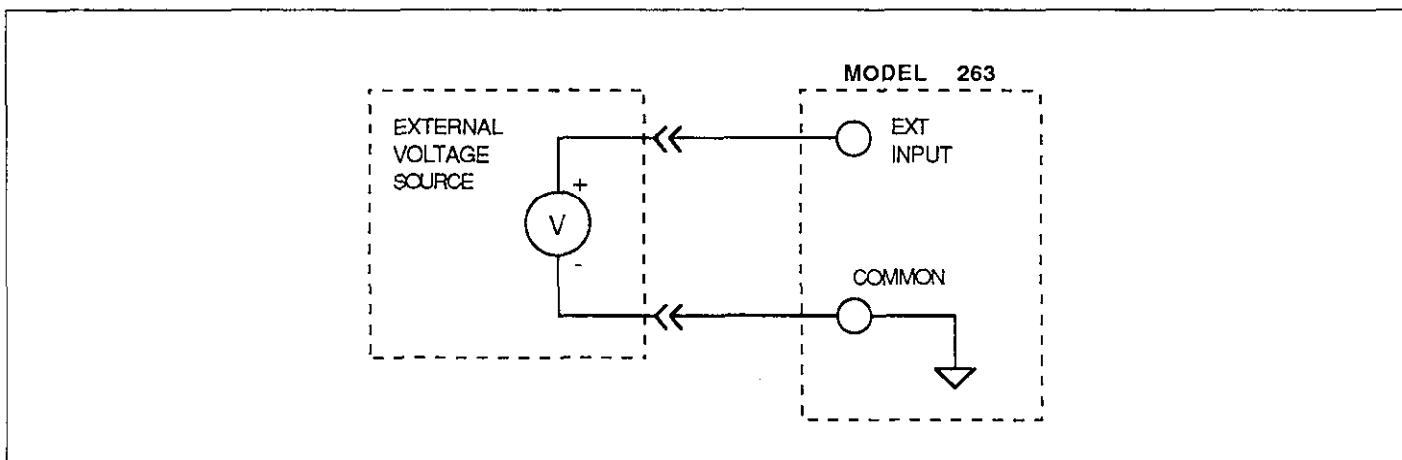 MODEL 263
EXTERNAL
VOLTAGE
SOURCE
EXT
INPUT
+
V
-
COMMON